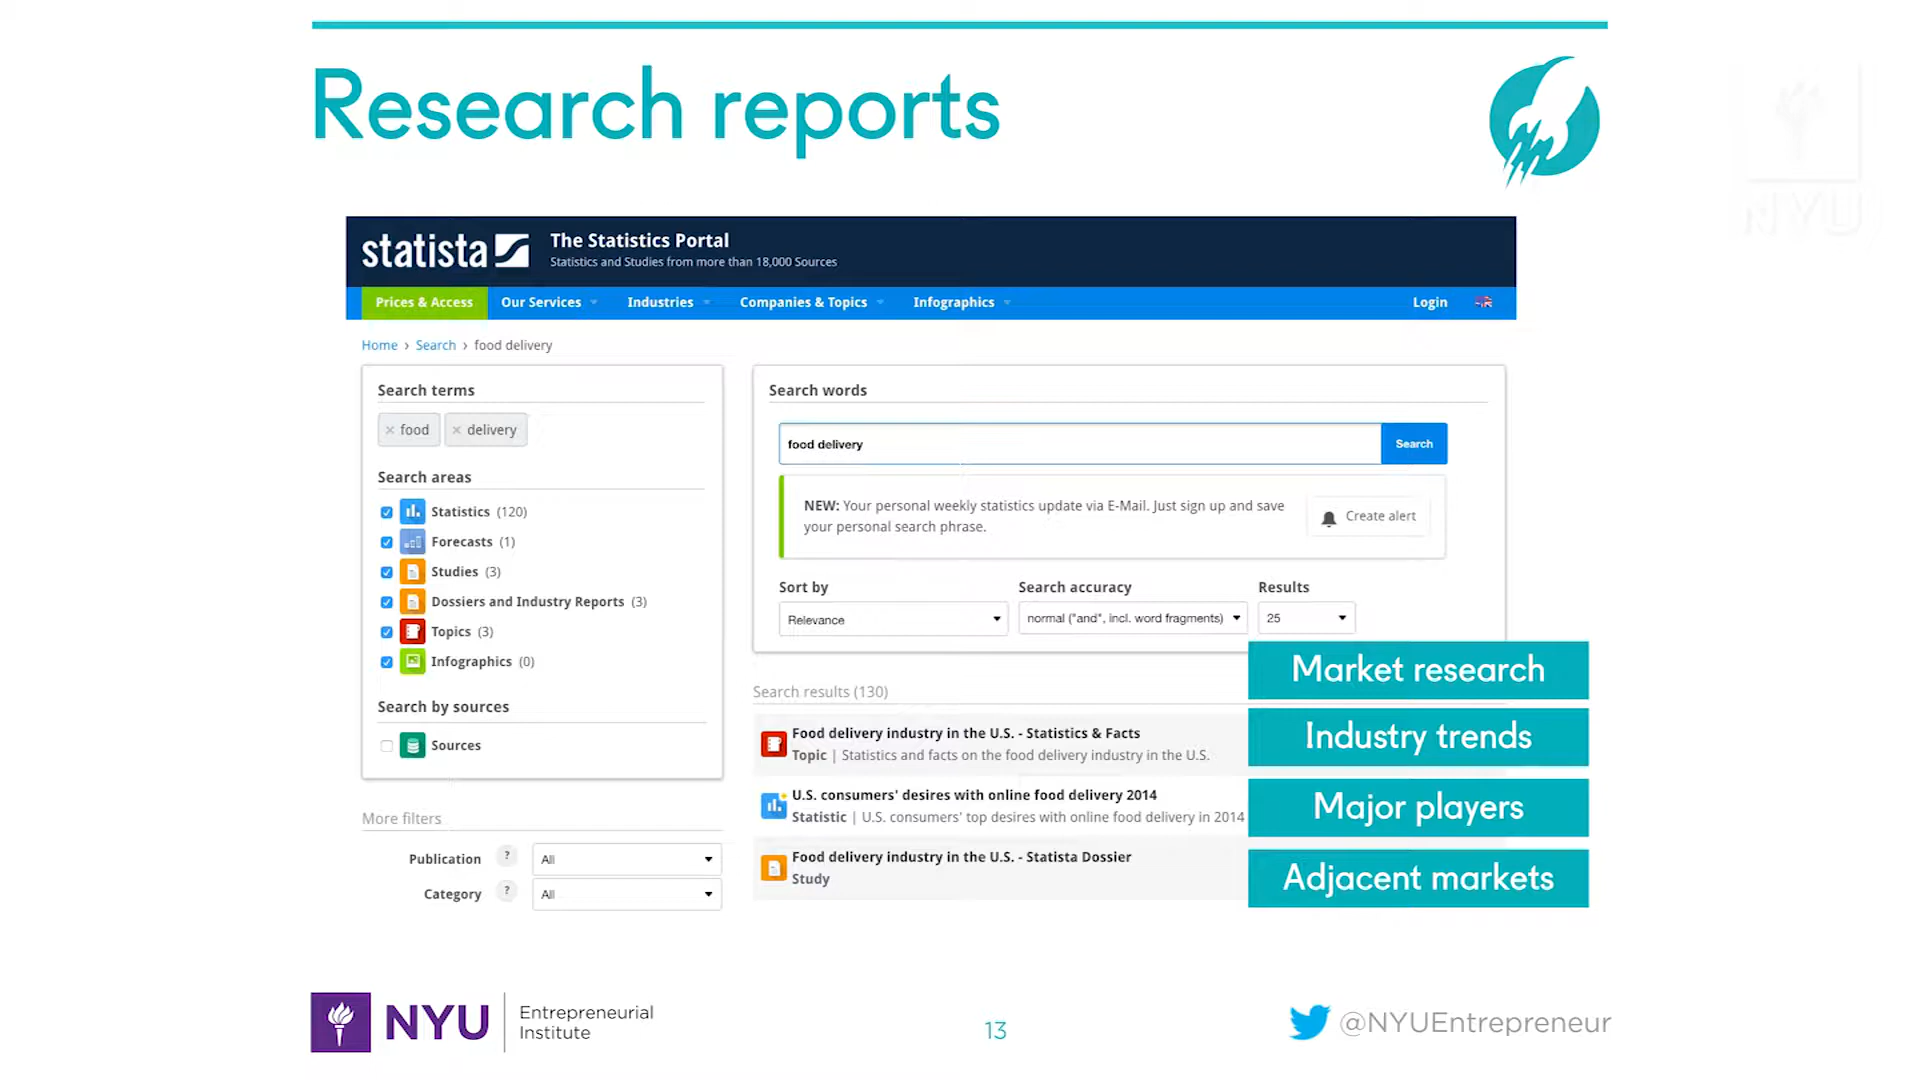 Research reports
NYU
statista
The Statistics Portal
Statistics and Studies from more than 18,000 Sources
Prices & Access
Our Services
Industries
Companies & Topics
Infographics
Login
Home › Search › food delivery
Search terms
× food
× delivery
Search areas
Statistics (120)
Forecasts (1)
Studies (3)
Dossiers and Industry Reports (3)
Topics (3)
Infographics (0)
Search by sources
Sources
More filters
Publication ? All
Category ? All
Search words
food delivery
Search
NEW: Your personal weekly statistics update via E-Mail. Just sign up and save
your personal search phrase.
Create alert
Sort by
Relevance
Search accuracy
normal ("and", incl. word fragments)
Results
25
Search results (130)
Food delivery industry in the U.S. - Statistics & Facts
Topic | Statistics and facts on the food delivery industry in the U.S.
U.S. consumers' desires with online food delivery 2014
Statistic | U.S. consumers' top desires with online food delivery in 2014
Food delivery industry in the U.S. - Statista Dossier
Study
Market research
Industry trends
Major players
Adjacent markets
NYU
Entrepreneurial
Institute
13
@NYUEntrepreneur